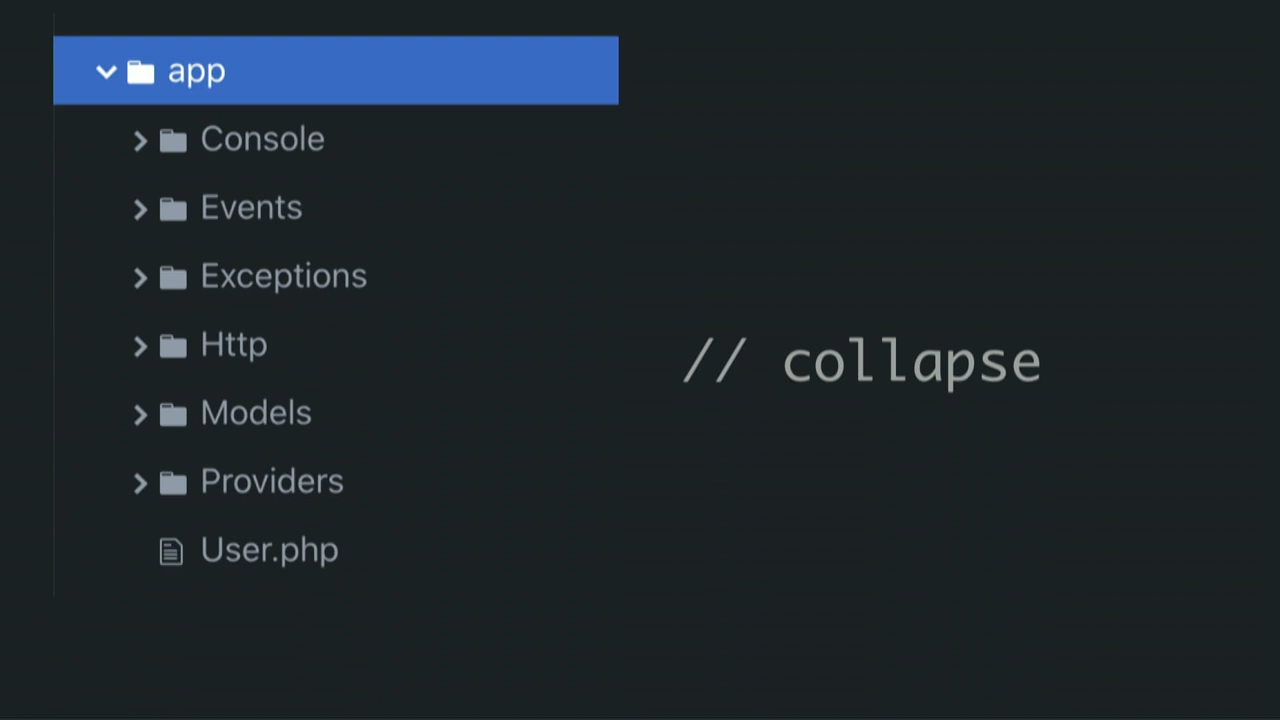 app
Console
Events
Exceptions
Http
Models
Providers
User.php
// collapse